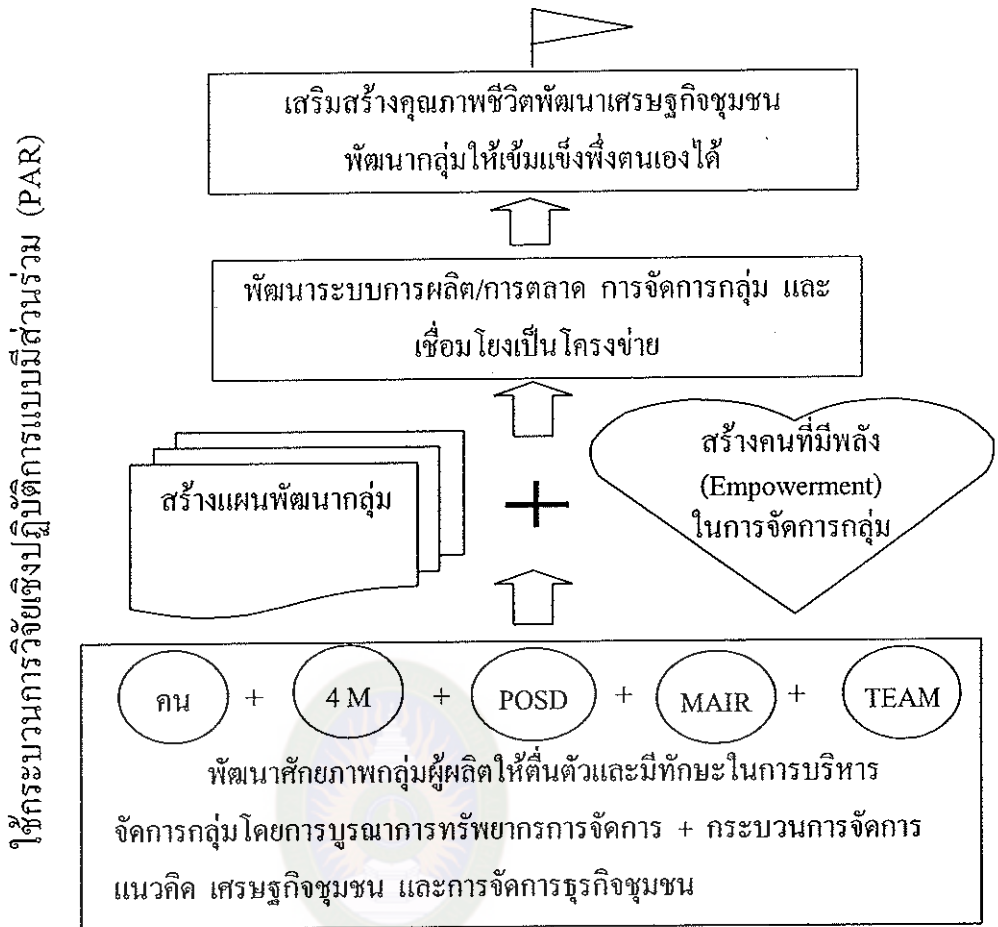 ใช้กระบวนการวิจัยเชิงปฏิบัติการแบบมีส่วนร่วม (PAR)
เสริมสร้างคุณภาพชีวิตพัฒนาเศรษฐกิจชุมชน
พัฒนากลุ่มให้เข้มแข็งพึ่งตนเองได้
พัฒนาระบบการผลิต/การตลาด การจัดการกลุ่ม และ
เชื่อมโยงเป็นโครงข่าย
สร้างแผนพัฒนากลุ่ม
+
สร้างคนที่มีพลัง
(Empowerment)
ในการจัดการกลุ่ม
คน + 4 M + POSD + MAIR + TEAM
พัฒนาศักยภาพกลุ่มผู้ผลิตให้ตื่นตัวและมีทักษะในการบริหาร
จัดการกลุ่มโดยการบูรณาการทรัพยากรการจัดการ + กระบวนการจัดการ
แนวคิด เศรษฐกิจชุมชน และการจัดการธุรกิจชุมชน